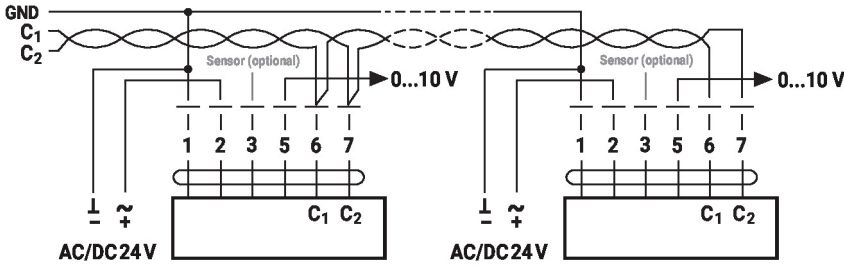 GND
C1
C2
Sensor (optional)
0...10 V
Sensor (optional)
0...10 V
1 2 3 5 6 7
1 2 3 5 6 7
C1 C2
C1 C2
⊥ ~
– +
⊥ ~
– +
AC/DC 24 V
AC/DC 24 V